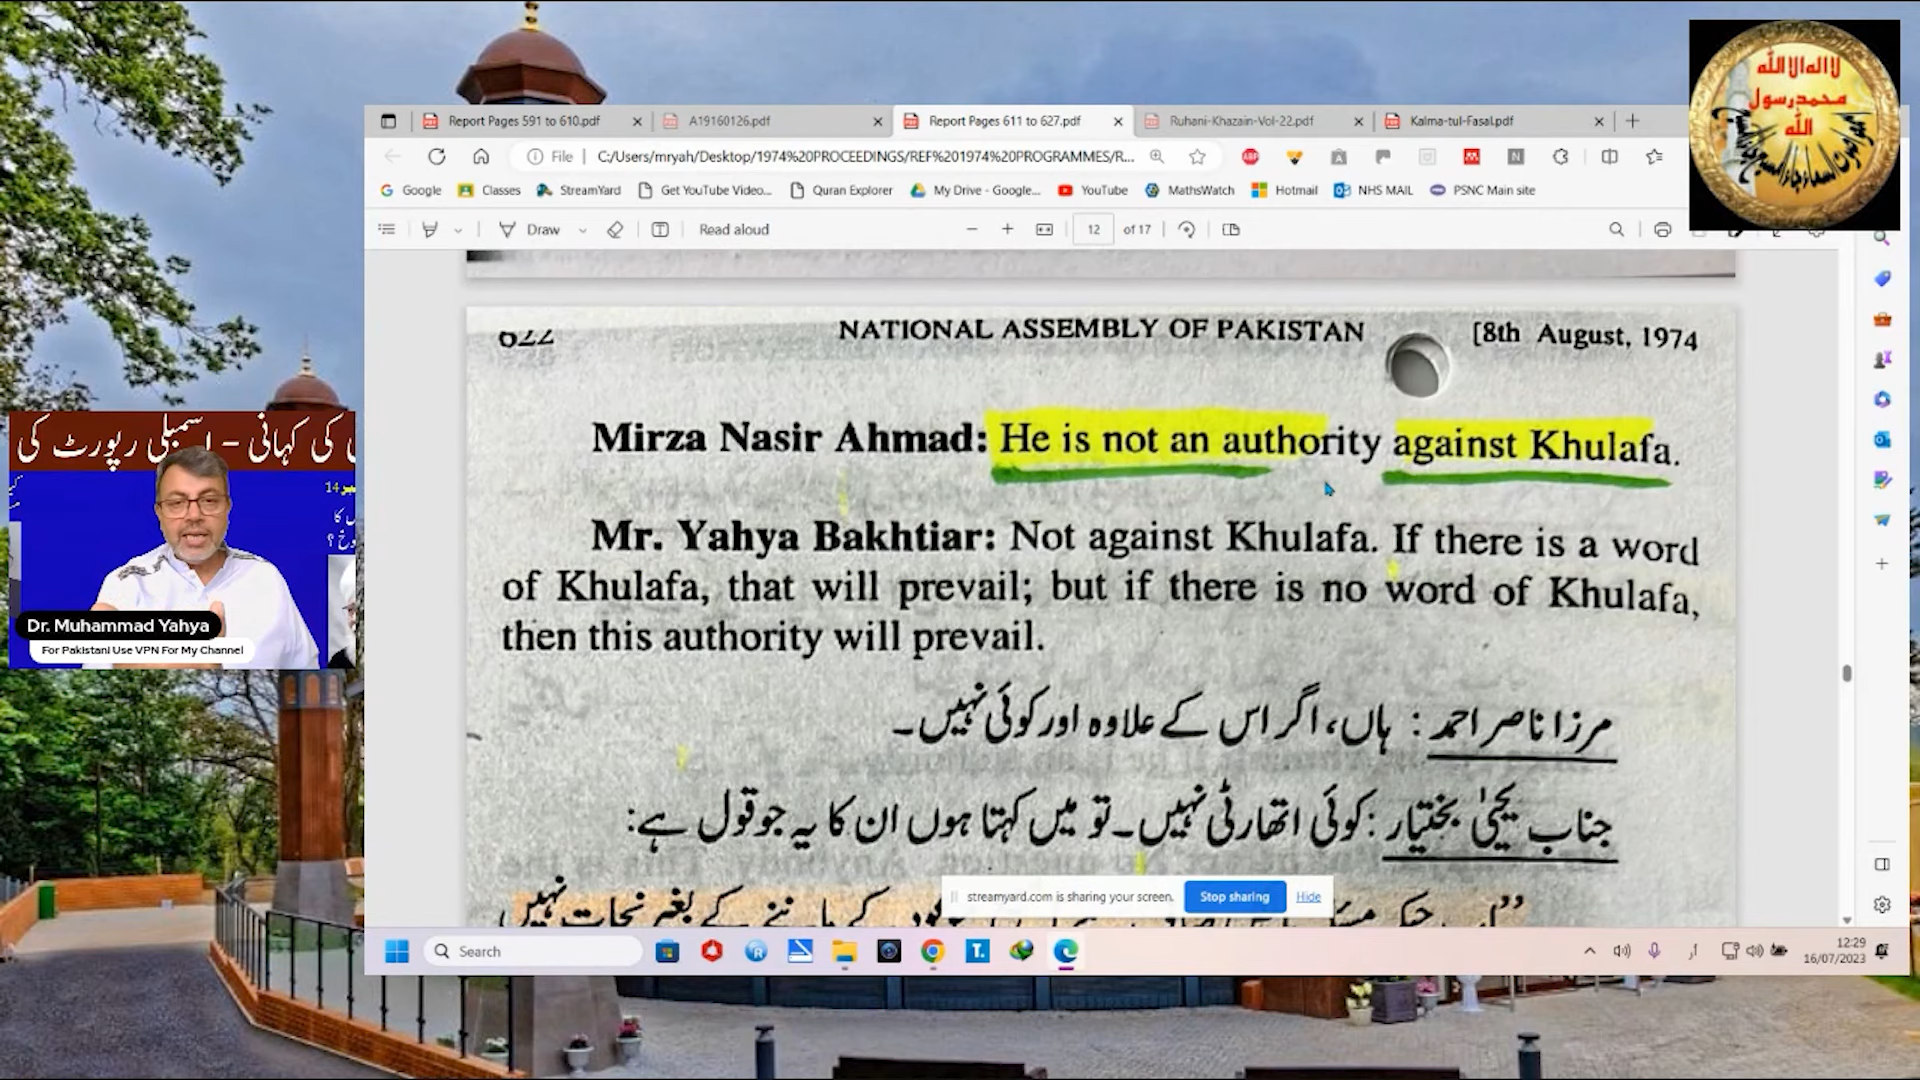 Report Pages 591 to 610.pdf
A19160126.pdf
Report Pages 611 to 627.pdf
Ruhani-Khazain-Vol-22.pdf
Kalma-tul-Fasal.pdf
File
C:/Users/mryah/Desktop/1974%20PROCEEDINGS/REF%201974%20PROGRAMMES/R...
Google
Classes
StreamYard
Get YouTube Video...
Quran Explorer
My Drive - Google...
YouTube
MathsWatch
Hotmail
NHS MAIL
PSNC Main site
Draw
Read aloud
12
of 17
لا اله الا الله
محمد رسول
الله
622
NATIONAL ASSEMBLY OF PAKISTAN
[8th August, 1974
Mirza Nasir Ahmad: He is not an authority against Khulafa.
Mr. Yahya Bakhtiar: Not against Khulafa. If there is a word
of Khulafa, that will prevail; but if there is no word of Khulafa,
then this authority will prevail.
مرزا ناصر احمد : ہاں، اگر اس کے علاوہ اور کوئی نہیں۔
جناب یحییٰ بختیار : کوئی اتھارٹی نہیں۔ تو میں کہتا ہوں ان کا یہ جو قول ہے:
کے بغیر نجات نہیں
کی کہانی - اسمبلی رپورٹ کی
Dr. Muhammad Yahya
For Pakistani Use VPN For My Channel
streamyard.com is sharing your screen.
Stop sharing
Hide
Search
12:29
16/07/2023